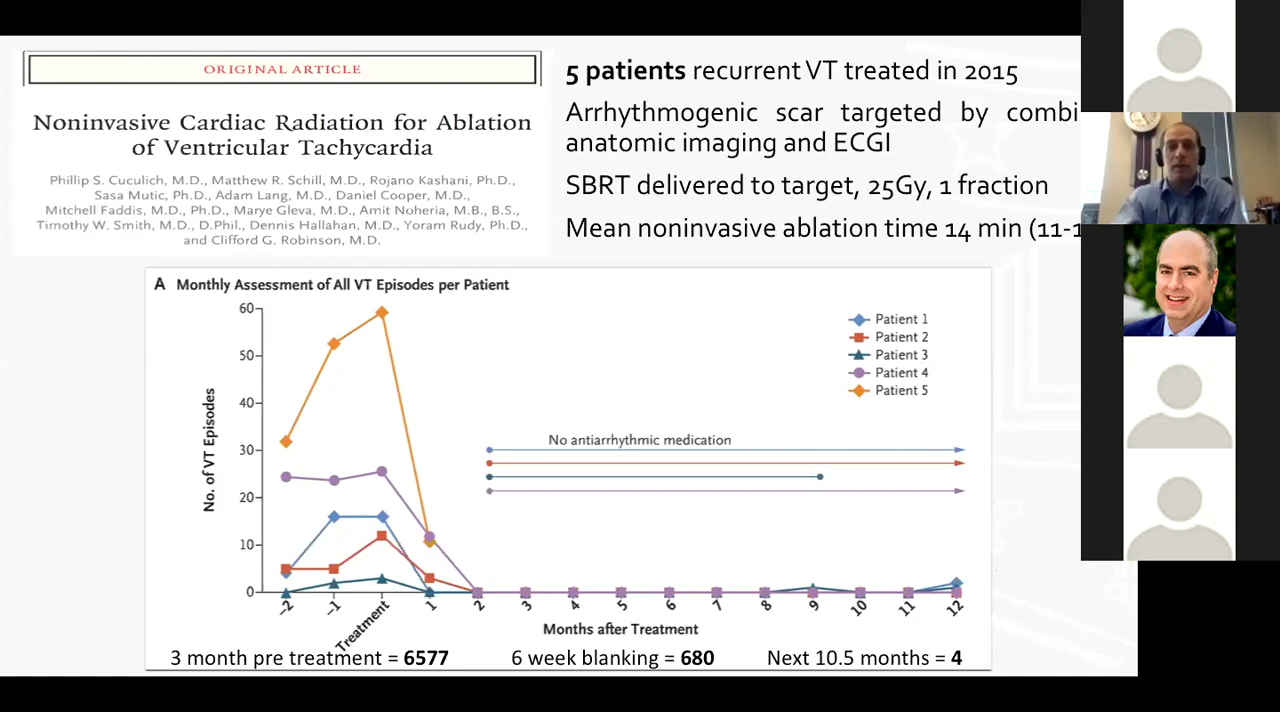 ORIGINAL ARTICLE
Noninvasive Cardiac Radiation for Ablation
of Ventricular Tachycardia
Phillip S. Cuculich, M.D., Matthew R. Schill, M.D., Rojano Kashani, Ph.D.,
Sasa Mutic, Ph.D., Adam Lang, M.D., Daniel Cooper, M.D.,
Mitchell Faddis, M.D., Ph.D., Marye Gleva, M.D., Amit Noheria, M.B., B.S.,
Timothy W. Smith, M.D., D.Phil., Dennis Hallahan, M.D., Yoram Rudy, Ph.D.,
and Clifford G. Robinson, M.D.
5 patients recurrent VT treated in 2015
Arrhythmogenic scar targeted by combi
anatomic imaging and ECGI
SBRT delivered to target, 25Gy, 1 fraction
Mean noninvasive ablation time 14 min (11-1
A Monthly Assessment of All VT Episodes per Patient
No. of VT Episodes
60
50
40
30
20
10
0
Patient 1
Patient 2
Patient 3
Patient 4
Patient 5
No antiarrhythmic medication
−2 −1 Treatment 1 2 3 4 5 6 7 8 9 10 11 12
Months after Treatment
3 month pre treatment = 6577 6 week blanking = 680 Next 10.5 months = 4